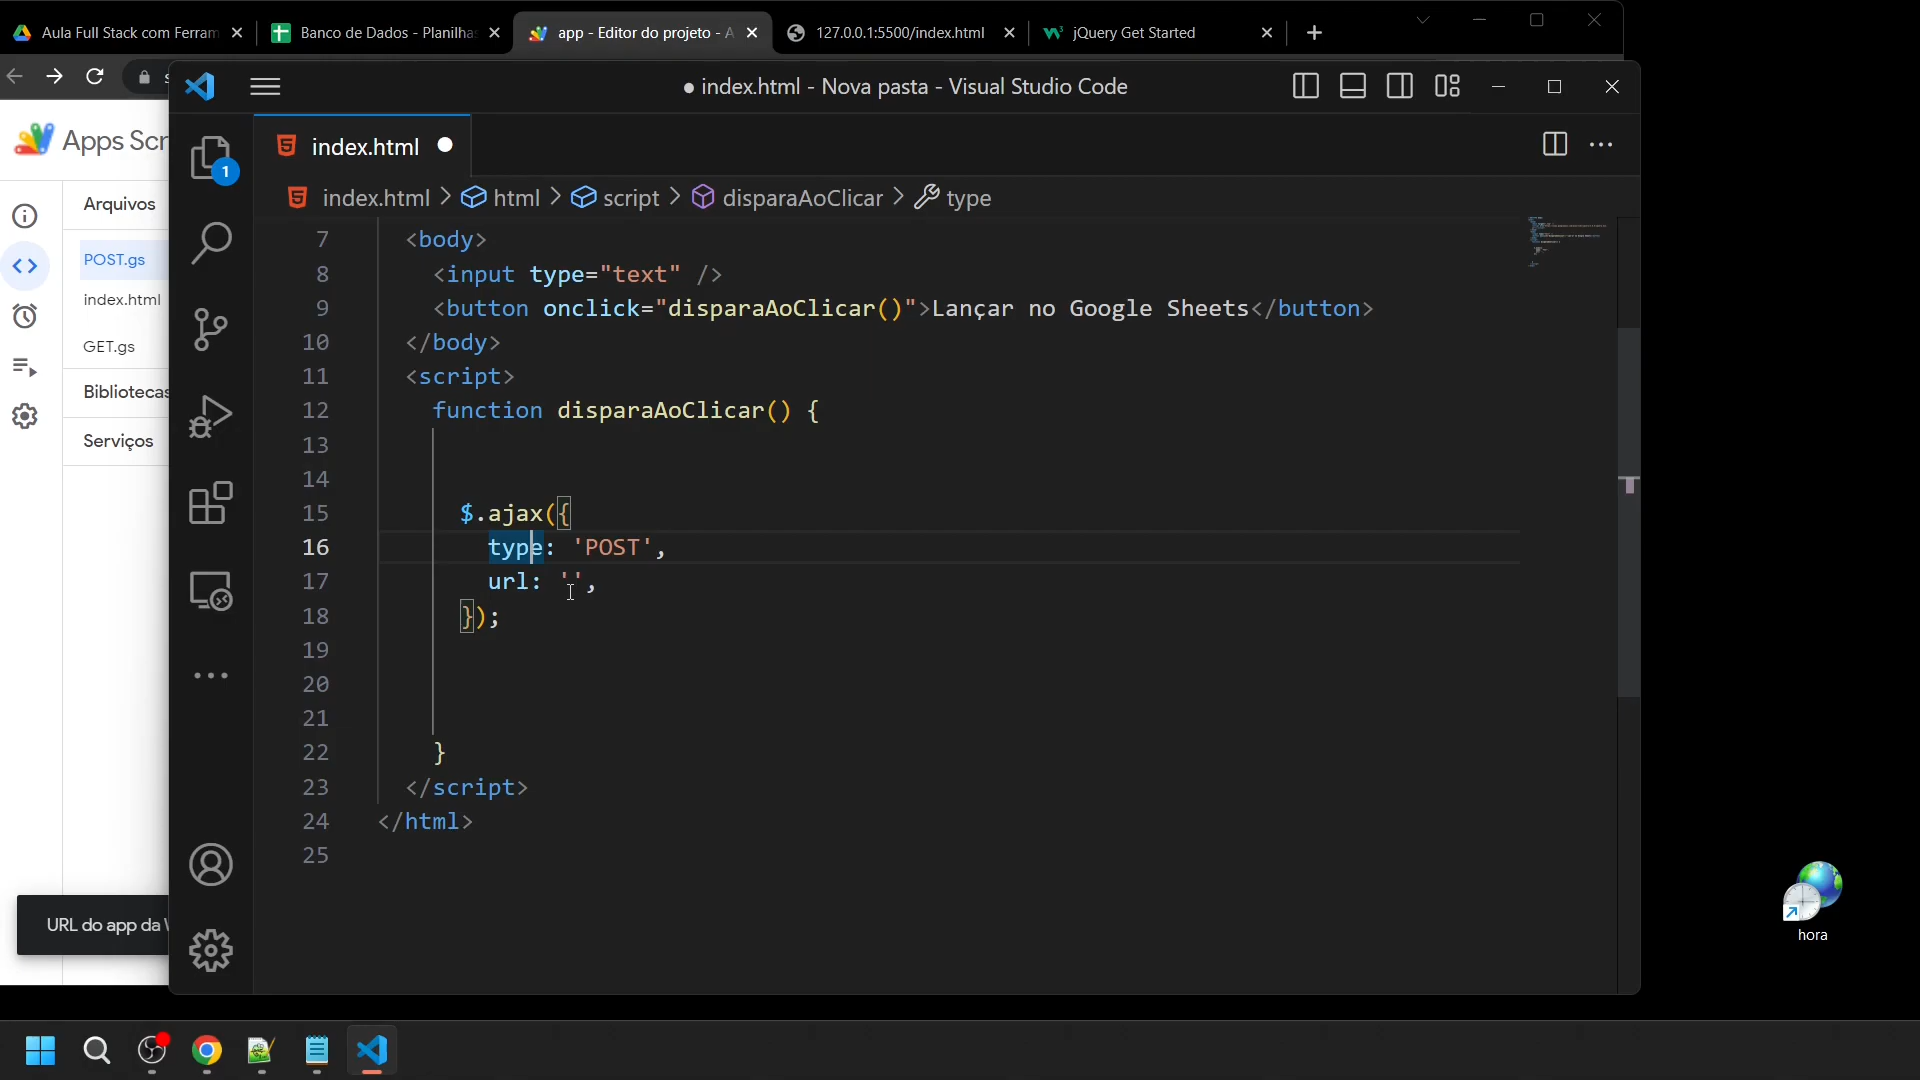 Aula Full Stack com Ferram
Banco de Dados - Planilhas
app - Editor do projeto - A
127.0.0.1:5500/index.html
jQuery Get Started
s
● index.html - Nova pasta - Visual Studio Code
Apps Scr
1
index.html
index.html > html > script > disparaAoClicar > type
Arquivos
POST.gs
index.html
GET.gs
Bibliotecas
Serviços
7 <body>
8 <input type="text" />
9 <button onclick="disparaAoClicar()">Lançar no Google Sheets</button>
10 </body>
11 <script>
12 function disparaAoClicar() {
13
14
15 $.ajax({
16 type: 'POST',
17 url: '',
18 });
19
20
21
22 }
23 </script>
24 </html>
25
URL do app da W
hora